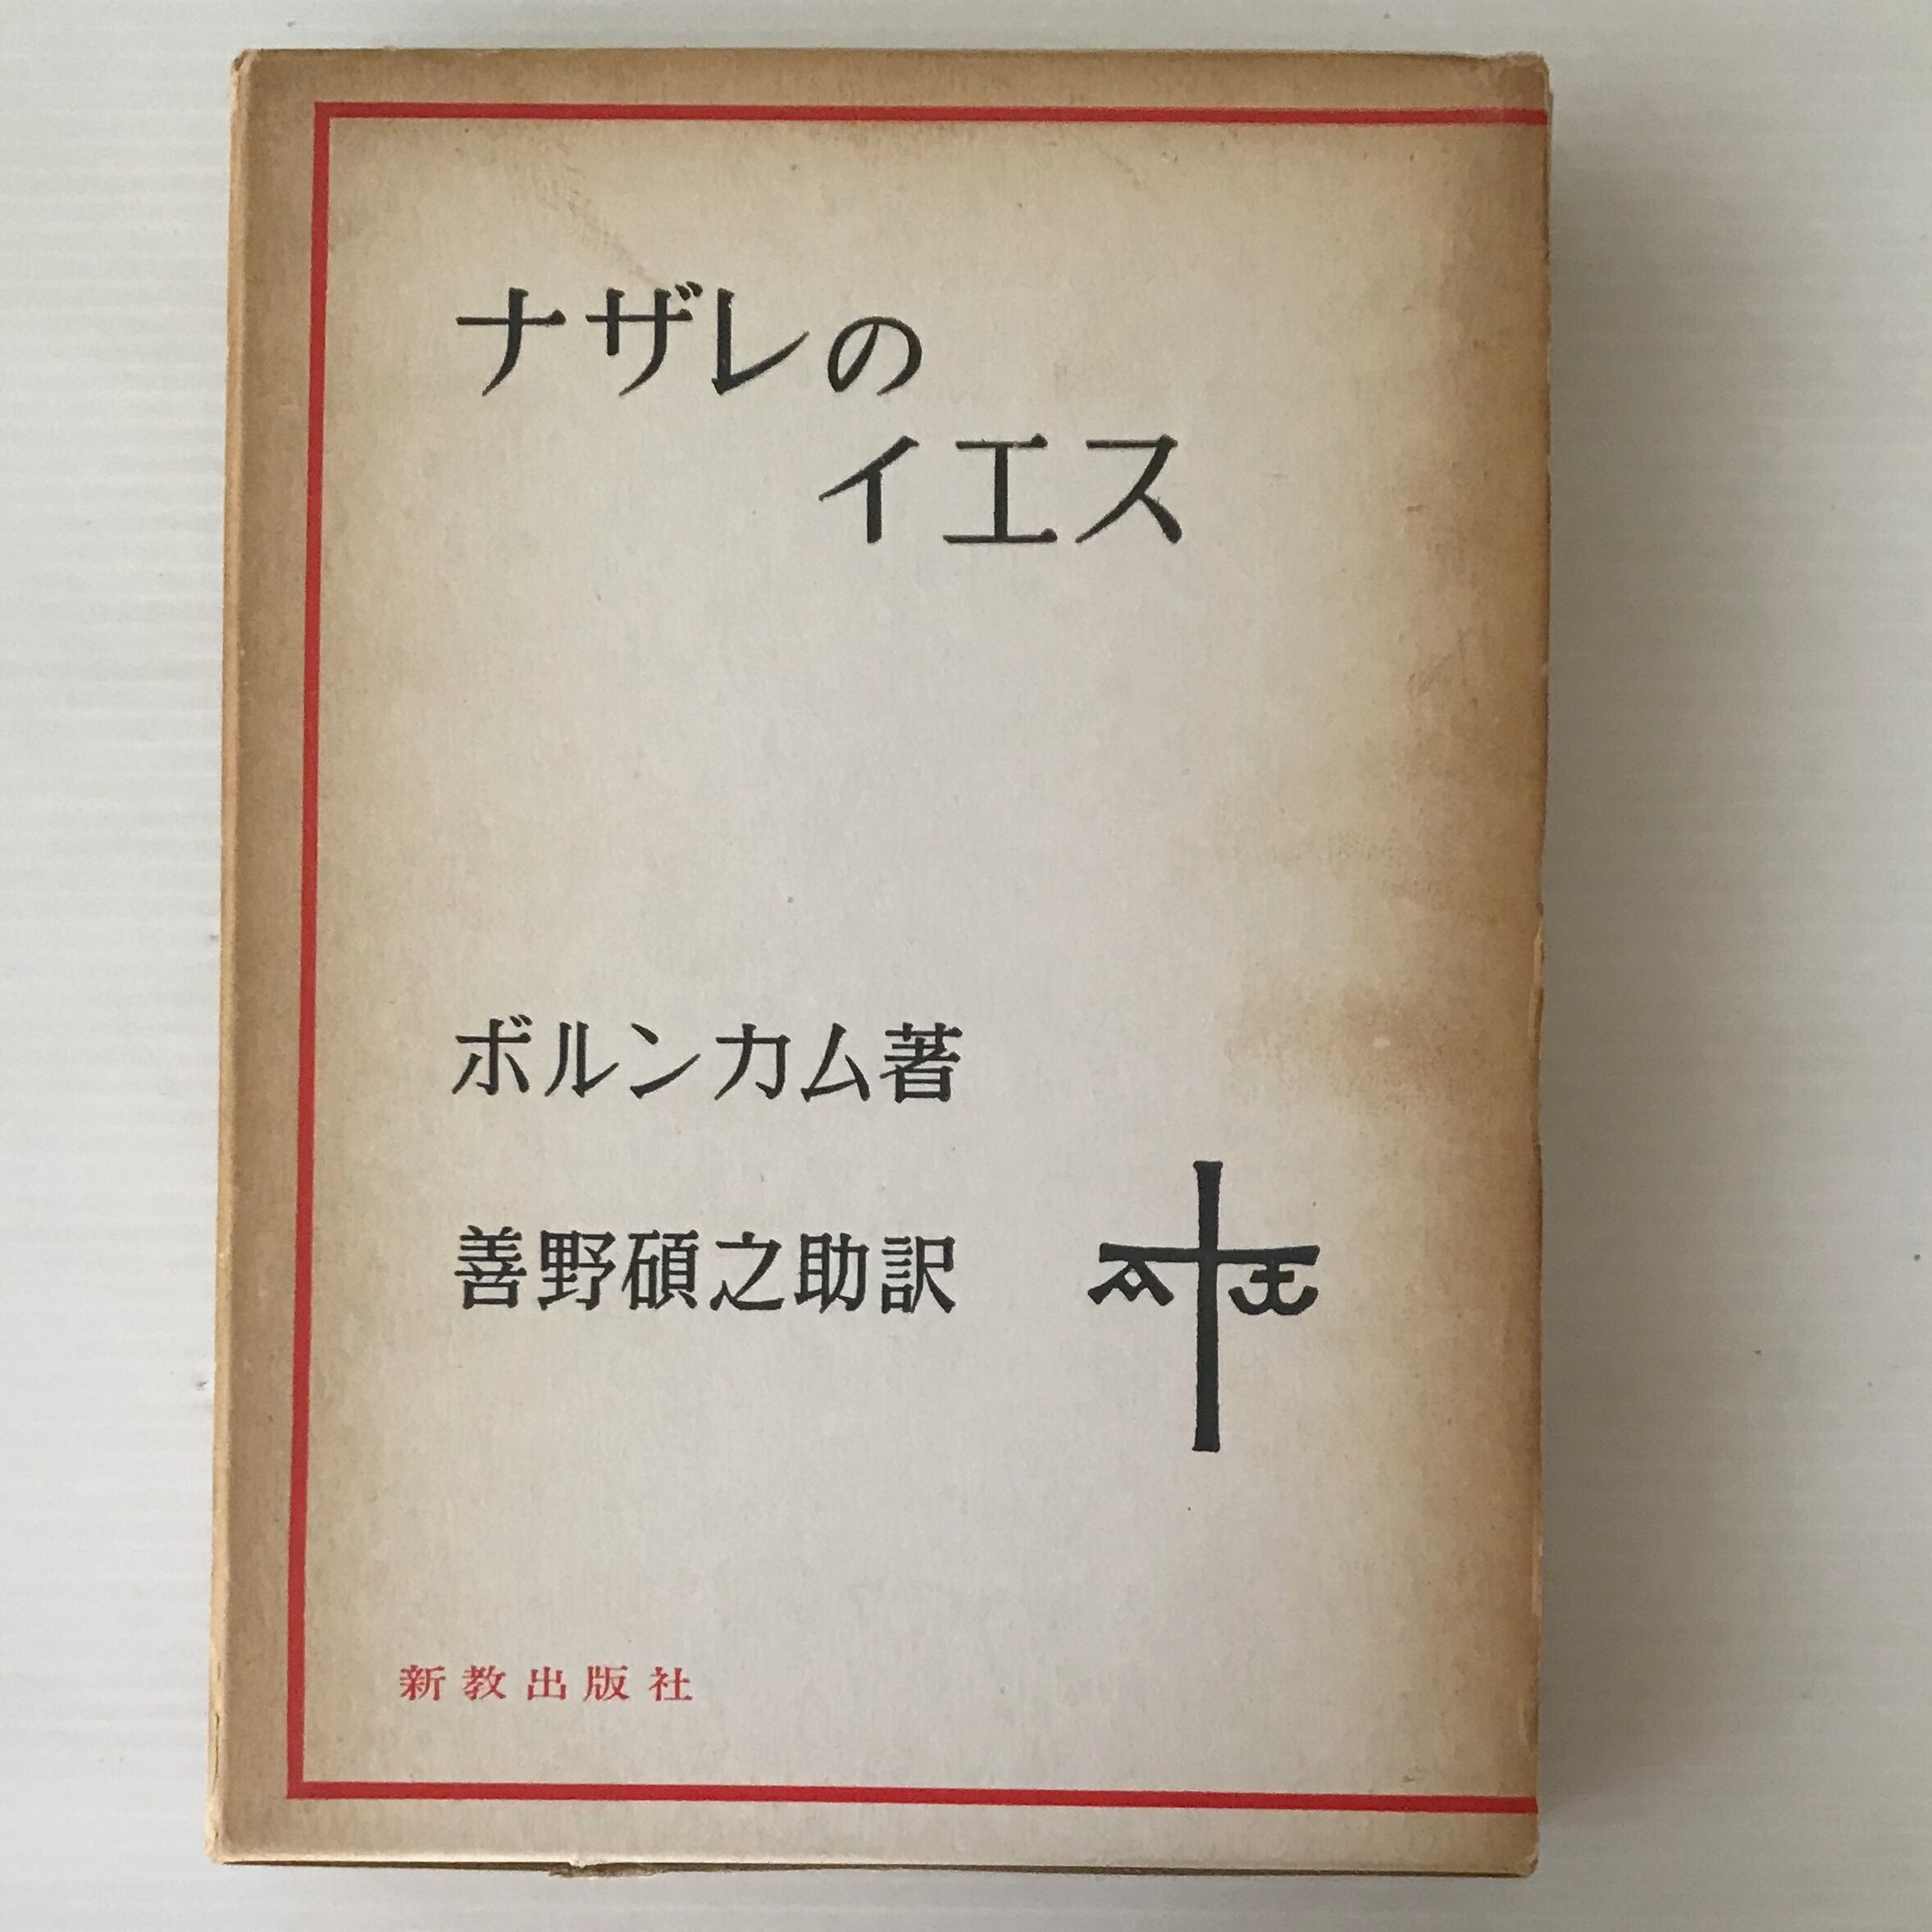 ナザレの
イエス
ボルンカム著
善野碩之助訳
新教出版社